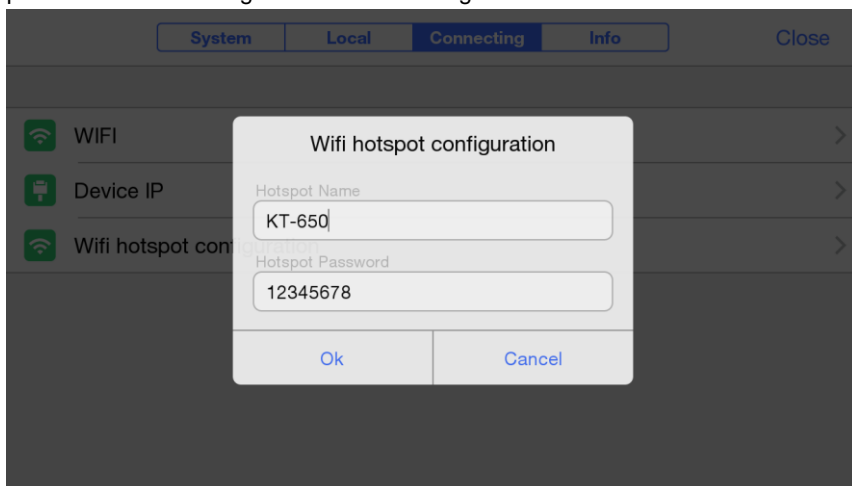 System Local Connecting Info Close
WIFI
Wifi hotspot configuration
Device IP
Hotspot Name
KT-650
Wifi hotspot configuration
Hotspot Password
12345678
Ok Cancel